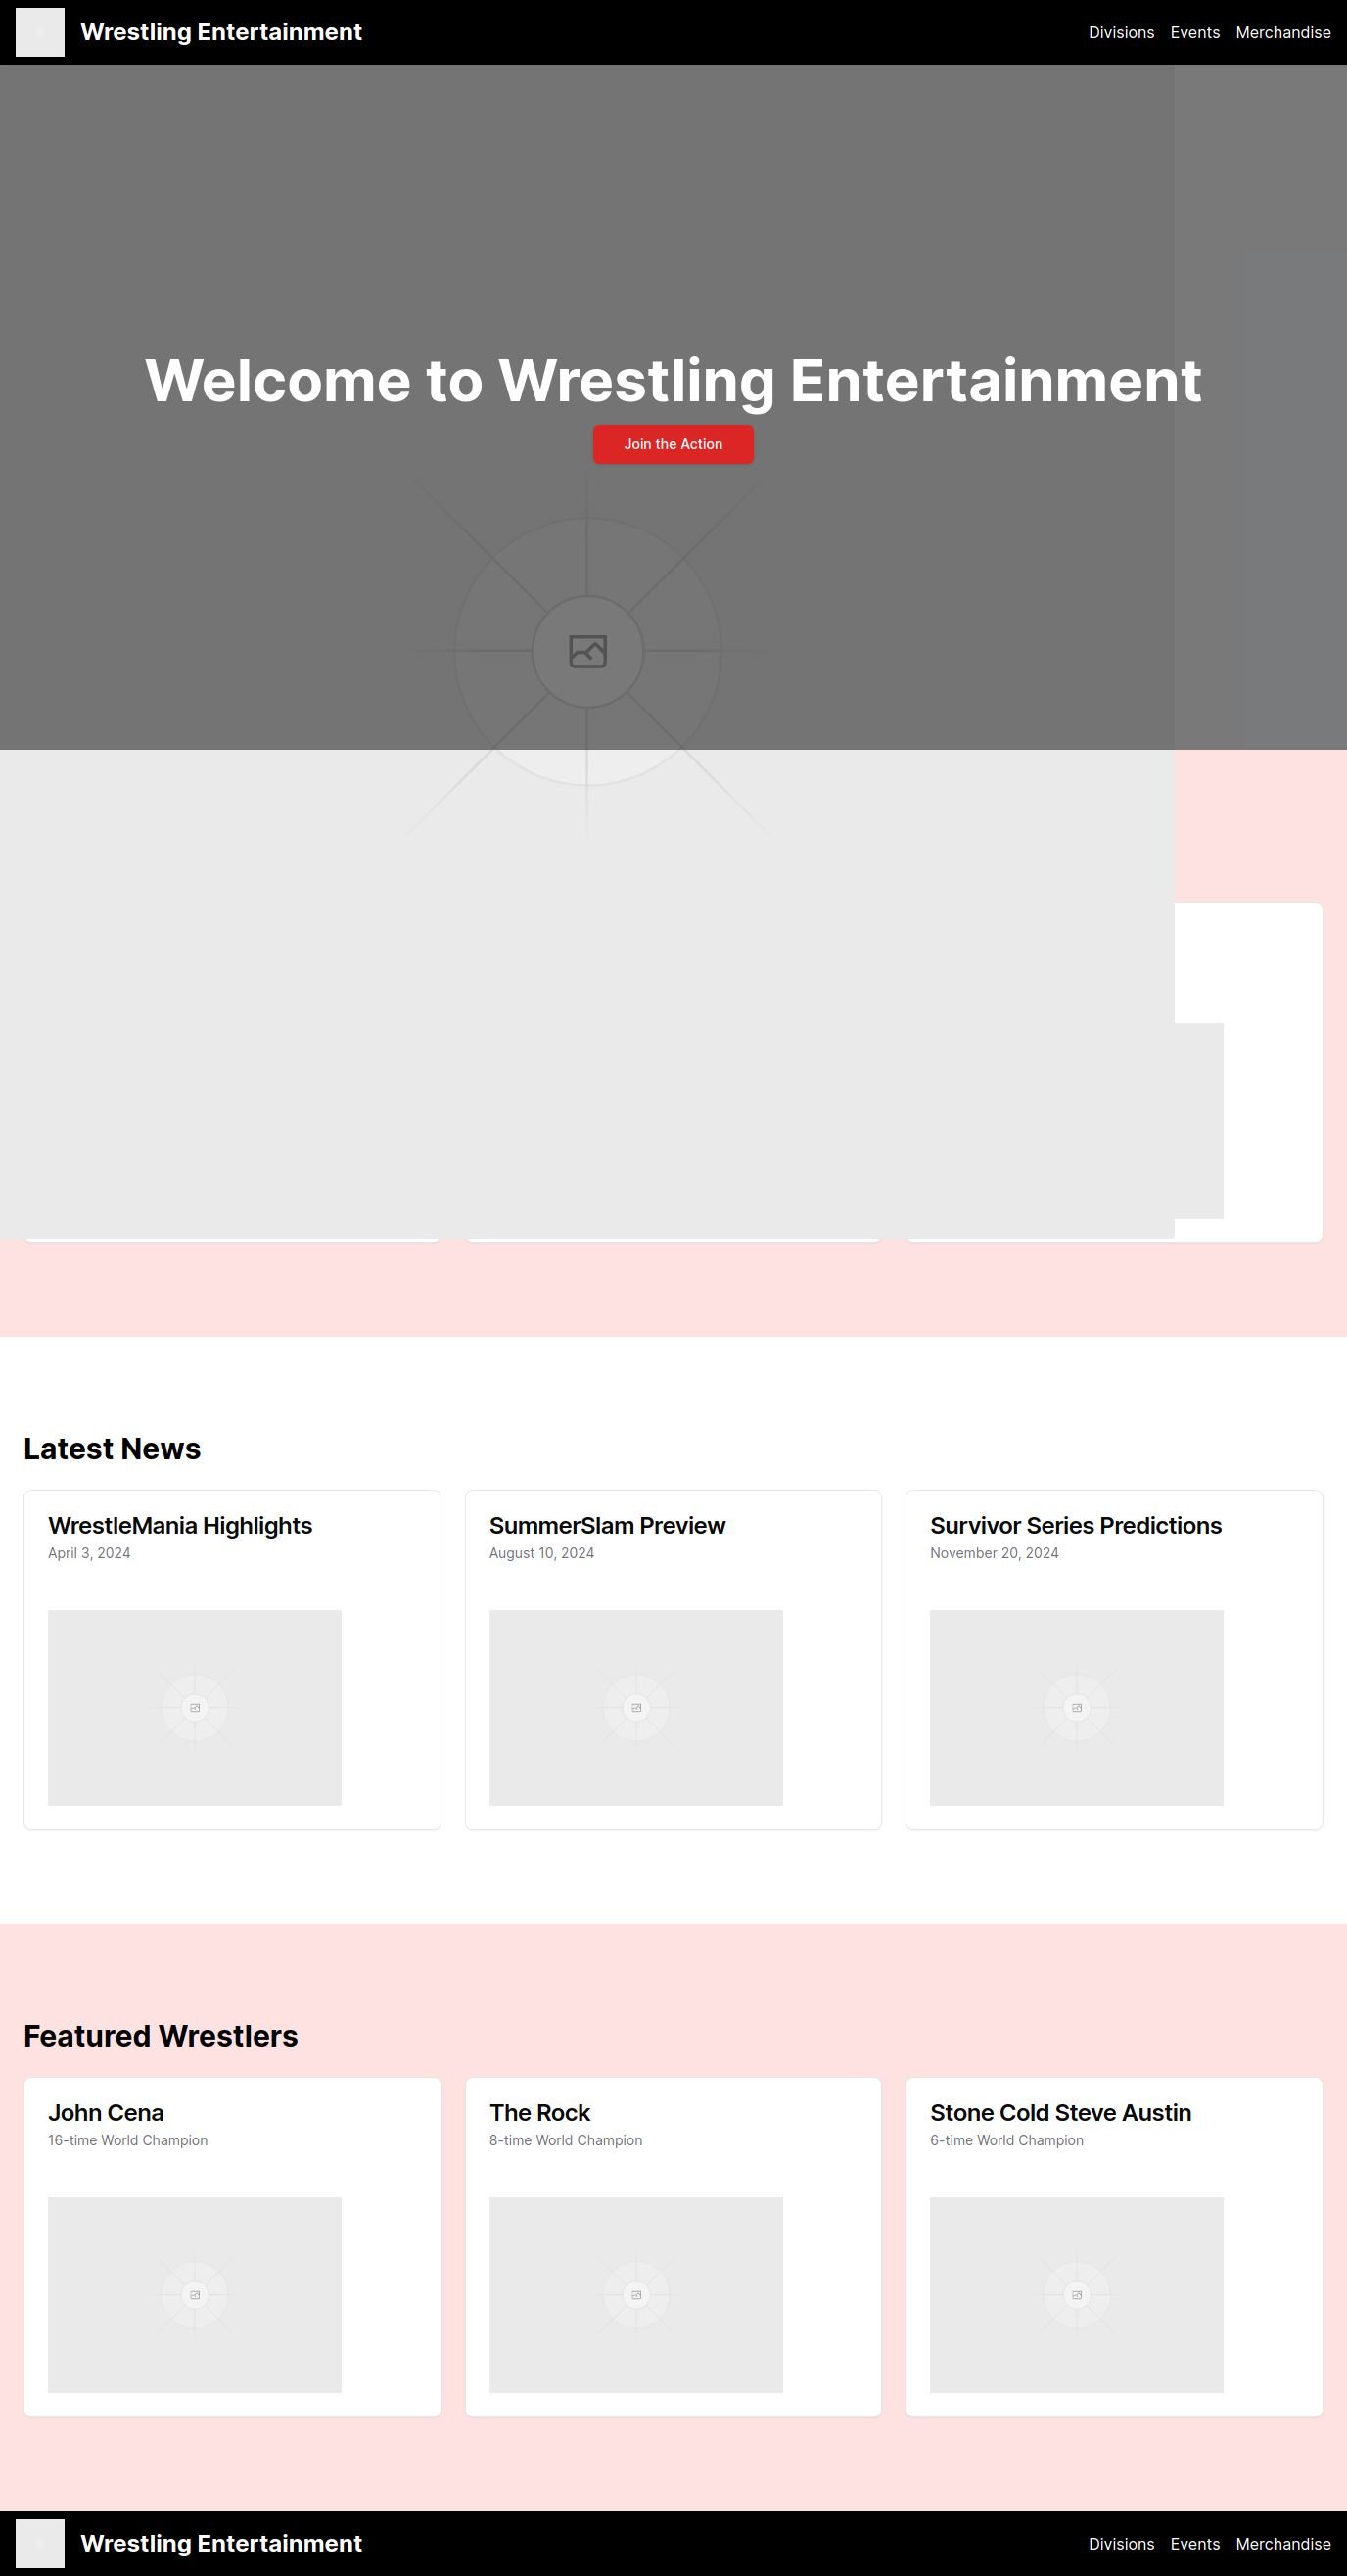 Wrestling Entertainment
Divisions Events Merchandise
Welcome to Wrestling Entertainment
Join the Action
Latest News
WrestleMania Highlights
April 3, 2024
SummerSlam Preview
August 10, 2024
Survivor Series Predictions
November 20, 2024
Featured Wrestlers
John Cena
16-time World Champion
The Rock
8-time World Champion
Stone Cold Steve Austin
6-time World Champion
Wrestling Entertainment
Divisions Events Merchandise